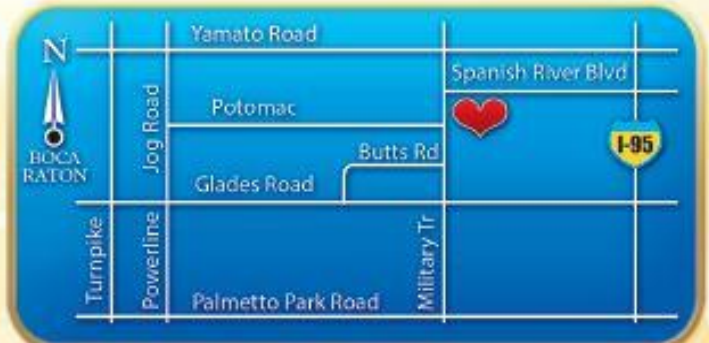 Yamato Road
N
Spanish River Blvd
Jog Road
Potomac
I-95
Butts Rd
BOCA
RATON
Glades Road
Turnpike
Powerline
Military Tr
Palmetto Park Road